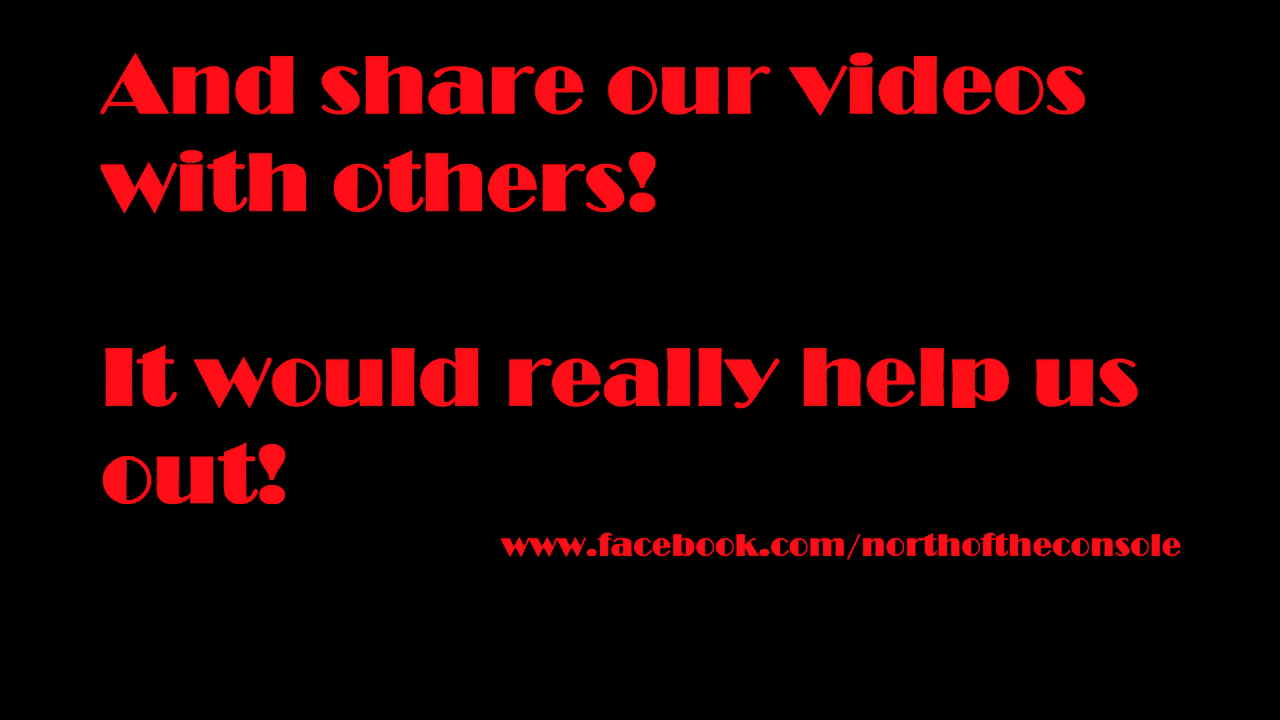 And share our videos
with others!
It would really help us
out!
www.facebook.com/northoftheconsole